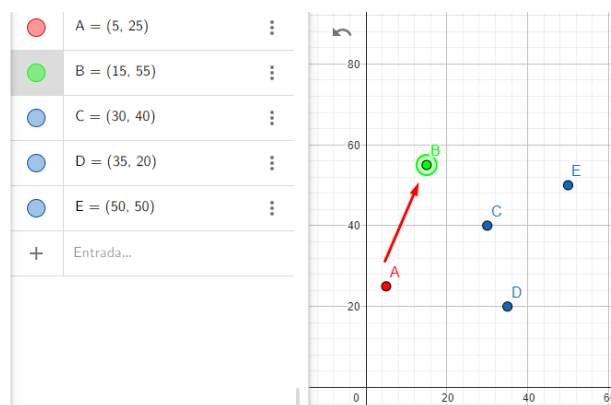 A = (5, 25)
B = (15, 55)
C = (30, 40)
D = (35, 20)
E = (50, 50)
+ Entrada...
80
60
40
20
0
20
40
B
E
C
A
D